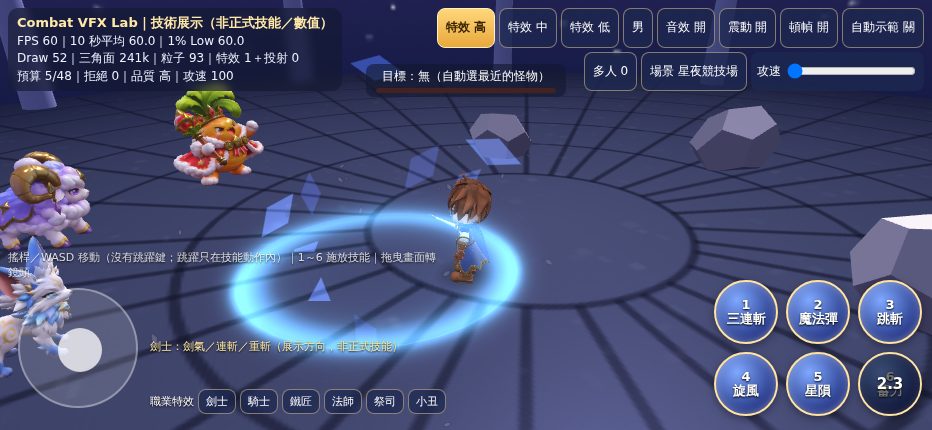 Combat VFX Lab｜技術展示（非正式技能／數值）
FPS 60｜10 秒平均 60.0｜1% Low 60.0
Draw 52｜三角面 241k｜粒子 93｜特效 1＋投射 0
預算 5/48｜拒絕 0｜品質 高｜攻速 100
特效 高
特效 中
特效 低
男
音效 開
震動 開
頓幀 開
自動示範 關
目標：無（自動選最近的怪物）
多人 0
場景 星夜競技場
攻速
搖桿／WASD 移動（沒有跳躍鍵；跳躍只在技能動作內）｜1～6 施放技能｜拖曳畫面轉
鏡頭
1
三連斬
2
魔法彈
3
跳斬
劍士：劍氣／連斬／重斬（展示方向，非正式技能）
4
旋風
5
星隕
6
2.3
蓄力
職業特效
劍士
騎士
鐵匠
法師
祭司
小丑